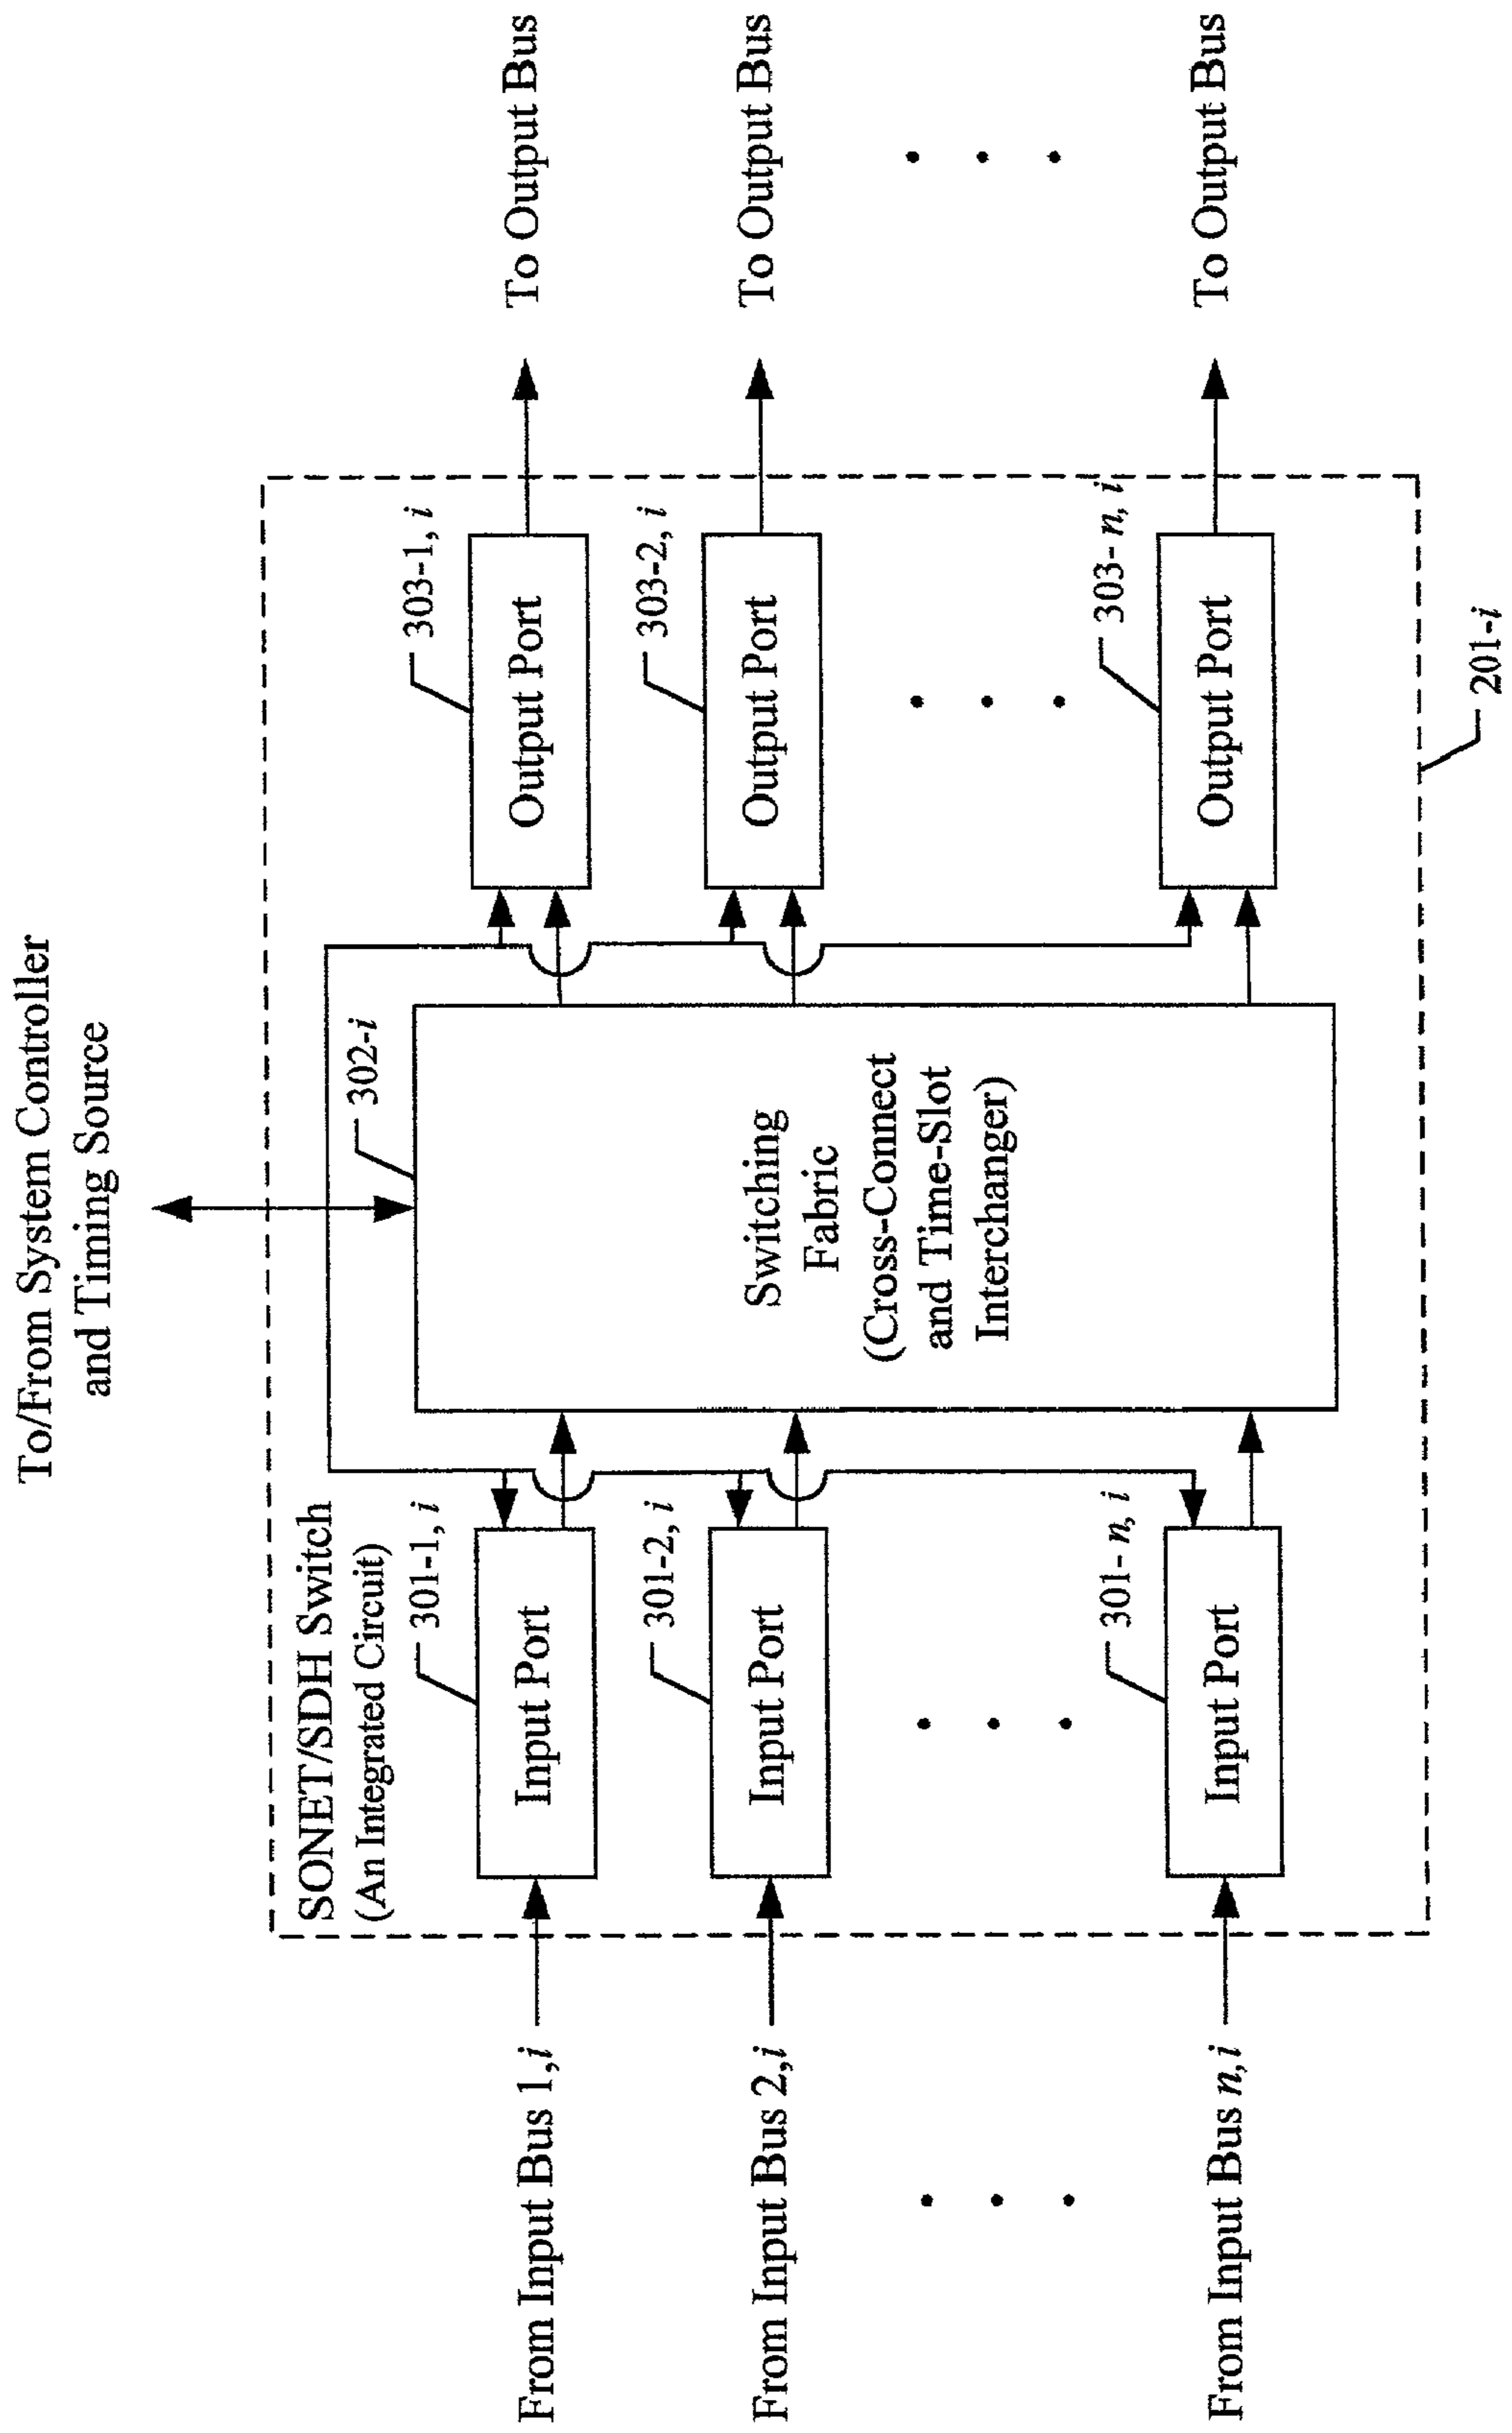 To/From System Controller
and Timing Source
SONET/SDH Switch
(An Integrated Circuit)
302-i
301-1, i
303-1, i
From Input Bus 1,i
Input Port
Output Port
To Output Bus
301-2, i
303-2, i
From Input Bus 2,i
Input Port
Switching
Fabric
(Cross-Connect
and Time-Slot
Interchanger)
Output Port
To Output Bus
301- n, i
303- n, i
From Input Bus n,i
Input Port
Output Port
To Output Bus
201-i